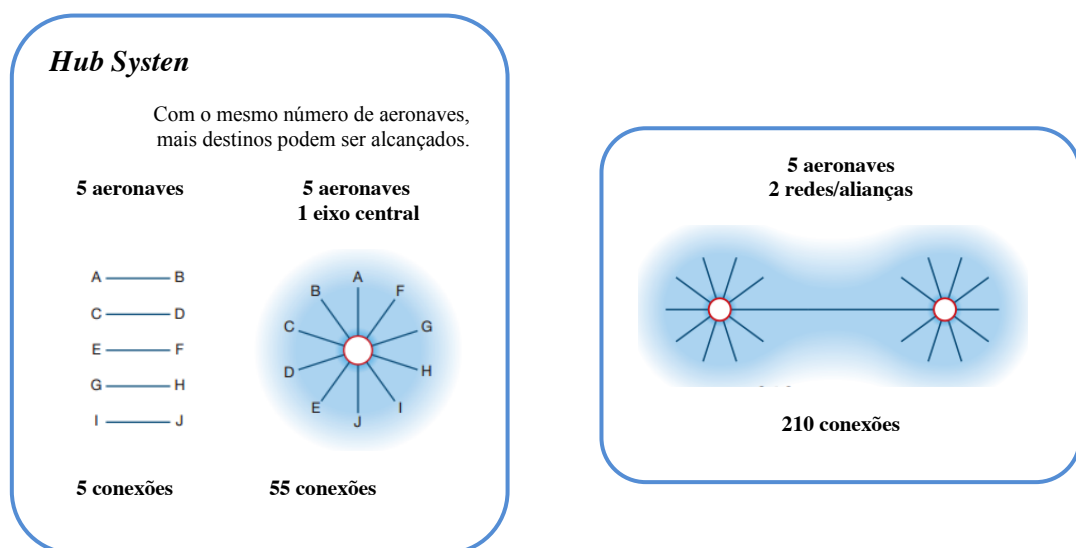 Hub Systen
Com o mesmo número de aeronaves,
mais destinos podem ser alcançados.
5 aeronaves
A B
C D
E F
G H
I J
5 conexões
5 aeronaves
1 eixo central
A
B F
C G
D H
E I
J
55 conexões
5 aeronaves
2 redes/alianças
210 conexões